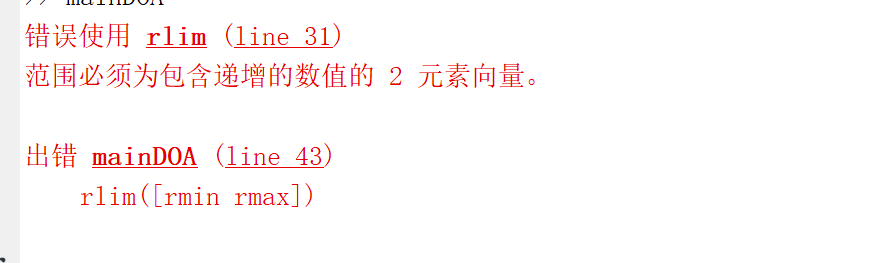 >> mainDOA
错误使用 rlim (line 31)
范围必须为包含递增的数值的 2 元素向量。
出错 mainDOA (line 43)
rlim([rmin rmax])